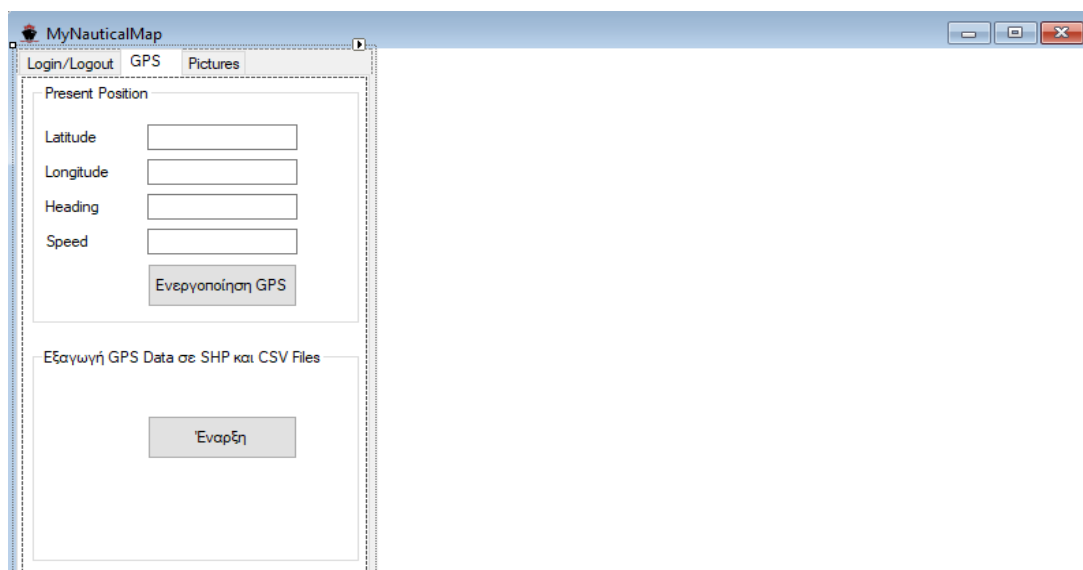 MyNauticalMap
Login/Logout GPS Pictures
Present Position
Latitude
Longitude
Heading
Speed
Ενεργοποίηση GPS
Εξαγωγή GPS Data σε SHP και CSV Files
Έναρξη